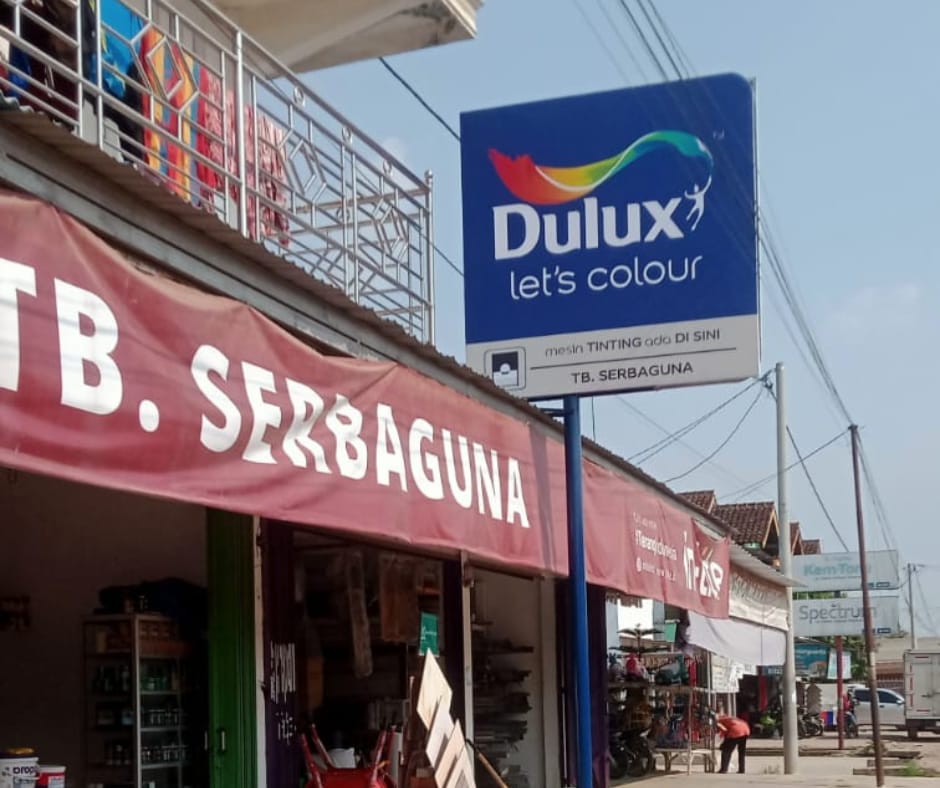 Dulux
let's colour
mesin TINTING ada DI SINI
TB. SERBAGUNA
TB. SERBAGUNA
Kem-Tone
Spectrum